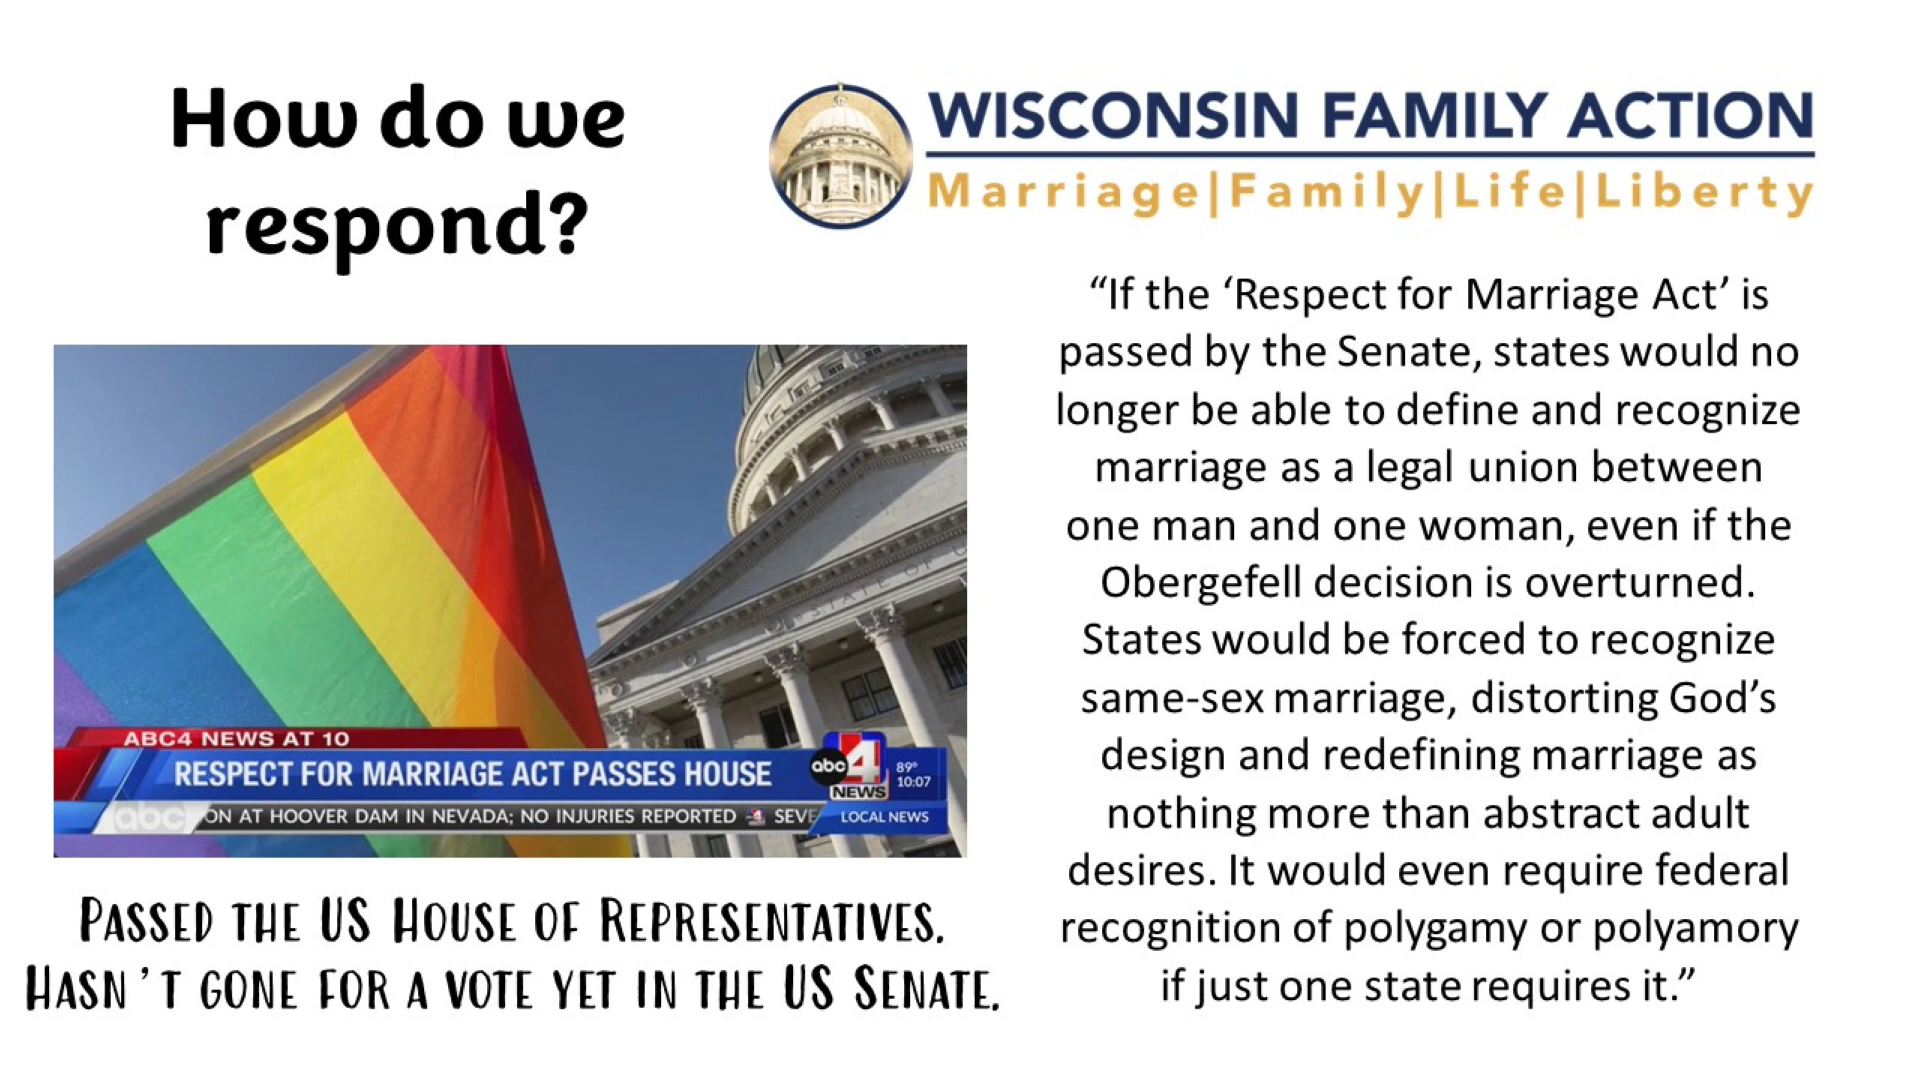 How do we
respond?
WISCONSIN FAMILY ACTION
Marriage|Family|Life|Liberty
“If the ‘Respect for Marriage Act’ is
passed by the Senate, states would no
longer be able to define and recognize
marriage as a legal union between
one man and one woman, even if the
Obergefell decision is overturned.
States would be forced to recognize
same-sex marriage, distorting God’s
design and redefining marriage as
nothing more than abstract adult
desires. It would even require federal
recognition of polygamy or polyamory
if just one state requires it.”
STATE OF
ABC4 NEWS AT 10
RESPECT FOR MARRIAGE ACT PASSES HOUSE
abc 4 NEWS
89°
10:07
abc ON AT HOOVER DAM IN NEVADA; NO INJURIES REPORTED 4 SEVE
LOCAL NEWS
PASSED THE US HOUSE OF REPRESENTATIVES.
HASN'T GONE FOR A VOTE YET IN THE US SENATE.